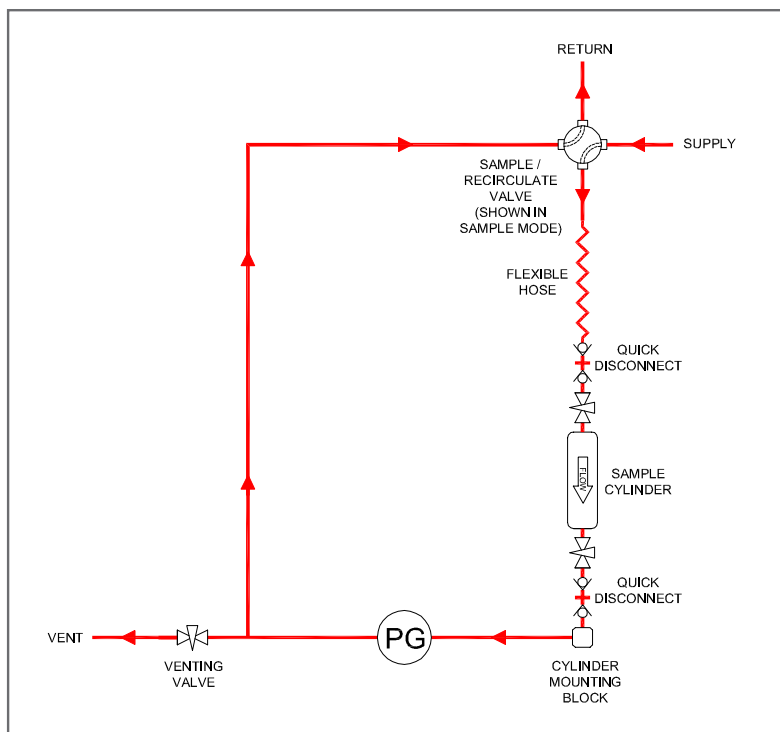 RETURN
SUPPLY
SAMPLE /
RECIRCULATE
VALVE
(SHOWN IN
SAMPLE MODE)
FLEXIBLE
HOSE
QUICK
DISCONNECT
FLOW
SAMPLE
CYLINDER
QUICK
DISCONNECT
VENT
PG
VENTING
VALVE
CYLINDER
MOUNTING
BLOCK